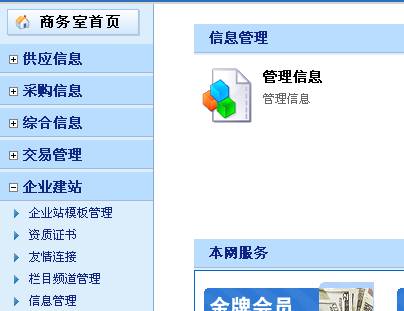 商务室首页
供应信息
采购信息
综合信息
交易管理
企业建站
企业站模板管理
资质证书
友情连接
栏目频道管理
信息管理
信息管理
管理信息
管理信息
本网服务
金牌会员